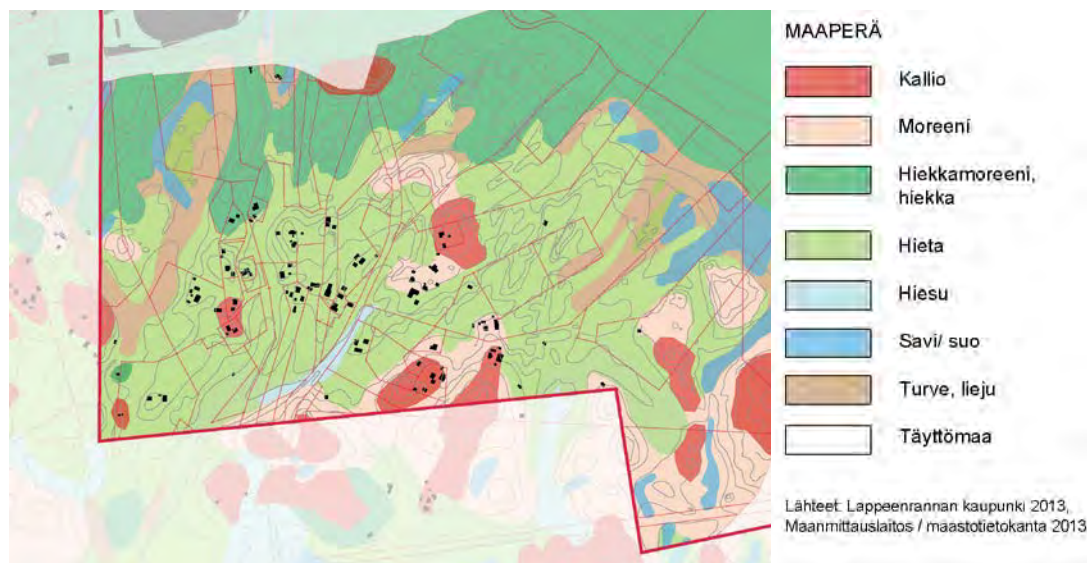 MAAPERÄ
Kallio
Moreeni
Hiekkamoreeni,
hiekka
Hieta
Hiesu
Savi/ suo
Turve, lieju
Täyttömaa
Lähteet: Lappeenrannan kaupunki 2013,
Maanmittauslaitos / maastotietokanta 2013